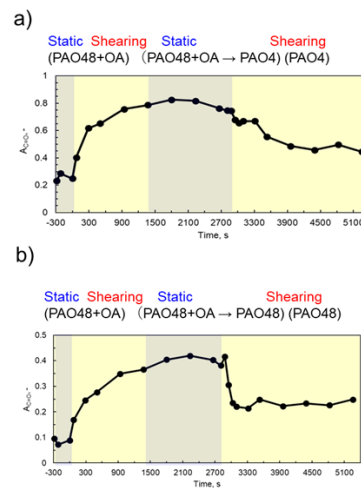 a)
Static Shearing Static Shearing
(PAO48+OA) (PAO48+OA → PAO4) (PAO4)
1
0.8
0.6
0.4
0.2
0
-300 300 900 1500 2100 2700 3300 3900 4500 5100
Time, s
b)
Static Shearing Static Shearing
(PAO48+OA) (PAO48+OA → PAO48) (PAO48)
0.5
0.4
0.3
0.2
0.1
0
-300 300 900 1500 2100 2700 3300 3900 4500 5100
Time, s